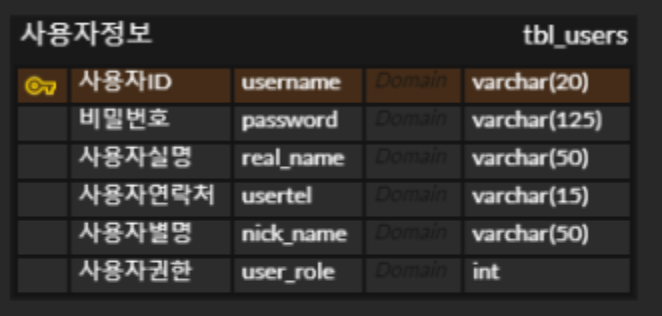 사용자정보 tbl_users
사용자ID username Domain varchar(20)
비밀번호 password Domain varchar(125)
사용자실명 real_name Domain varchar(50)
사용자연락처 usertel Domain varchar(15)
사용자별명 nick_name Domain varchar(50)
사용자권한 user_role Domain int